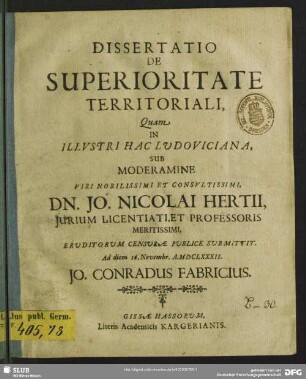 DISSERTATIO
DE
SUPERIORITATE
TERRITORIALI,
Quam
IN
ILLVSTRI HAC LVDOVICIANA,
SUB
MODERAMINE
VIRI NOBILISSIMI ET CONSVLTISSIMI,
DN. JO. NICOLAI HERTII,
JURIUM LICENTIATI, ET PROFESSORIS
MERITISSIMI,
ERUDITORUM CENSURÆ PUBLICE SUBMITTIT
Ad diem 16. Novembr. A.MDCLXXXII.
JO. CONRADUS FABRICIUS.
GISSÆ HASSORUM,
Literis Academicis KARGERIANIS.
Jus publ. Germ.
405,73
SLUB
DFG